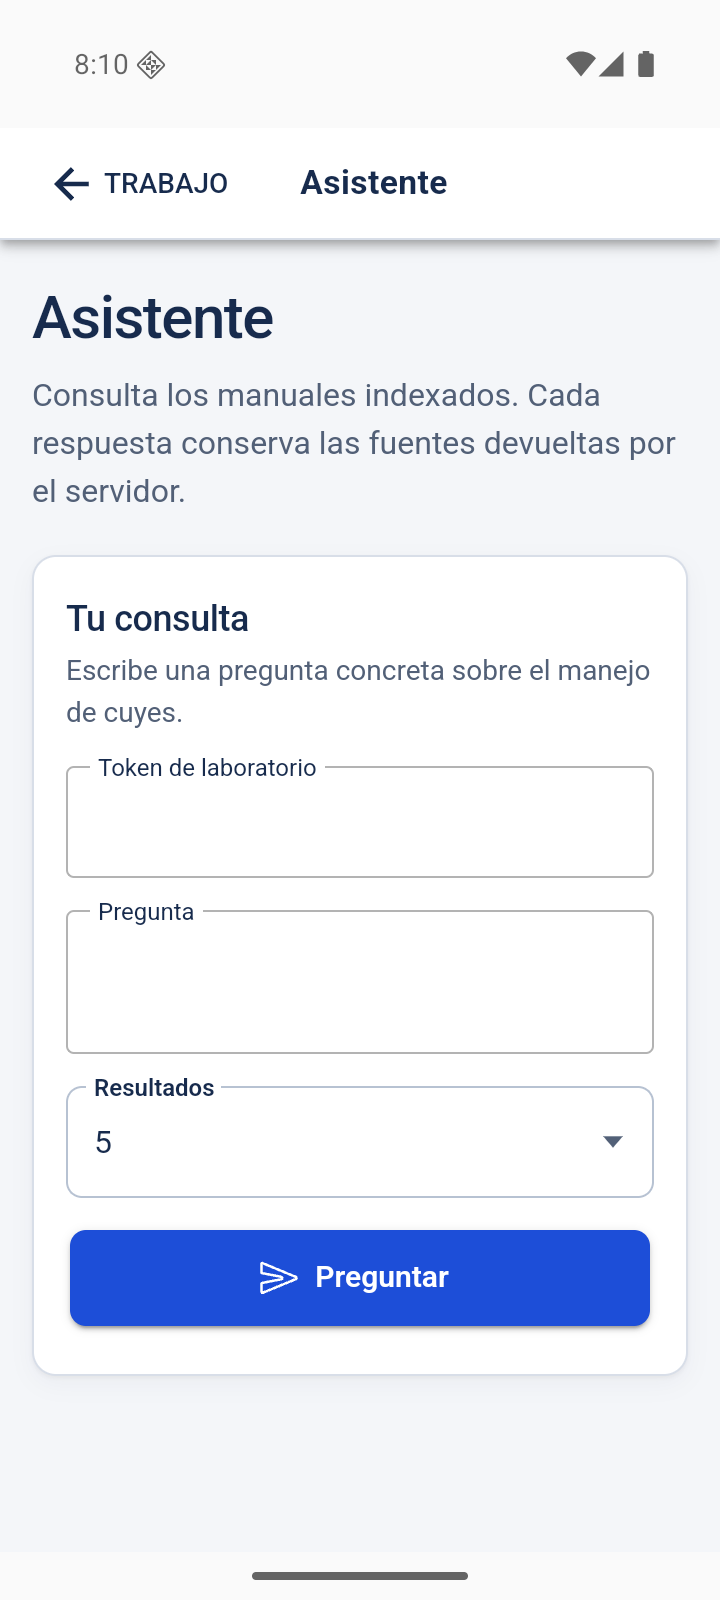 8:10
TRABAJO
Asistente
Asistente
Consulta los manuales indexados. Cada
respuesta conserva las fuentes devueltas por
el servidor.
Tu consulta
Escribe una pregunta concreta sobre el manejo
de cuyes.
Token de laboratorio
Pregunta
Resultados
5
Preguntar